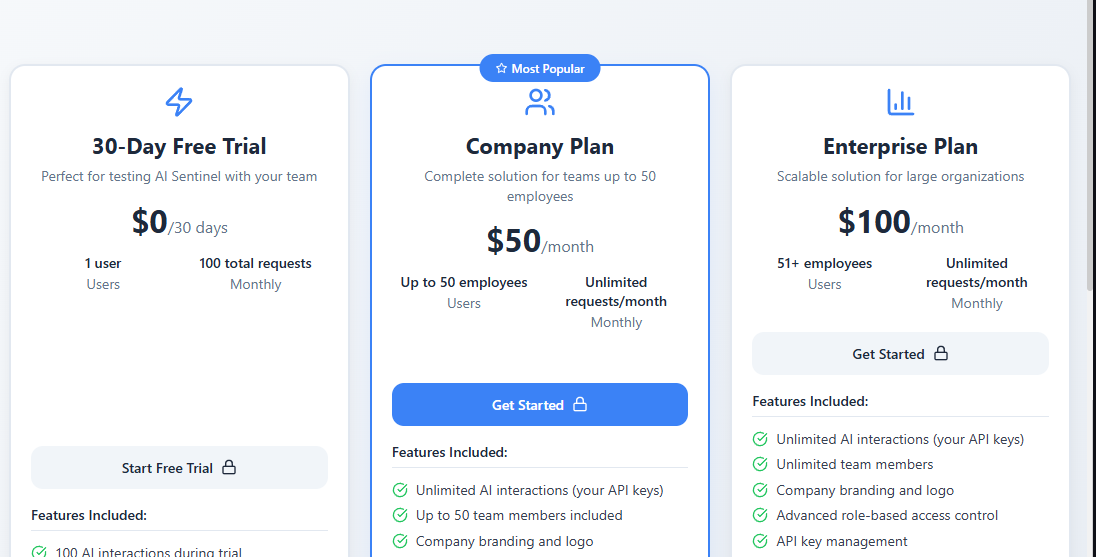 Most Popular
30-Day Free Trial
Perfect for testing AI Sentinel with your team
$0/30 days
1 user
Users
100 total requests
Monthly
Start Free Trial
Features Included:
100 AI interactions during trial
Company Plan
Complete solution for teams up to 50
employees
$50/month
Up to 50 employees
Users
Unlimited
requests/month
Monthly
Get Started
Features Included:
Unlimited AI interactions (your API keys)
Up to 50 team members included
Company branding and logo
Enterprise Plan
Scalable solution for large organizations
$100/month
51+ employees
Users
Unlimited
requests/month
Monthly
Get Started
Features Included:
Unlimited AI interactions (your API keys)
Unlimited team members
Company branding and logo
Advanced role-based access control
API key management